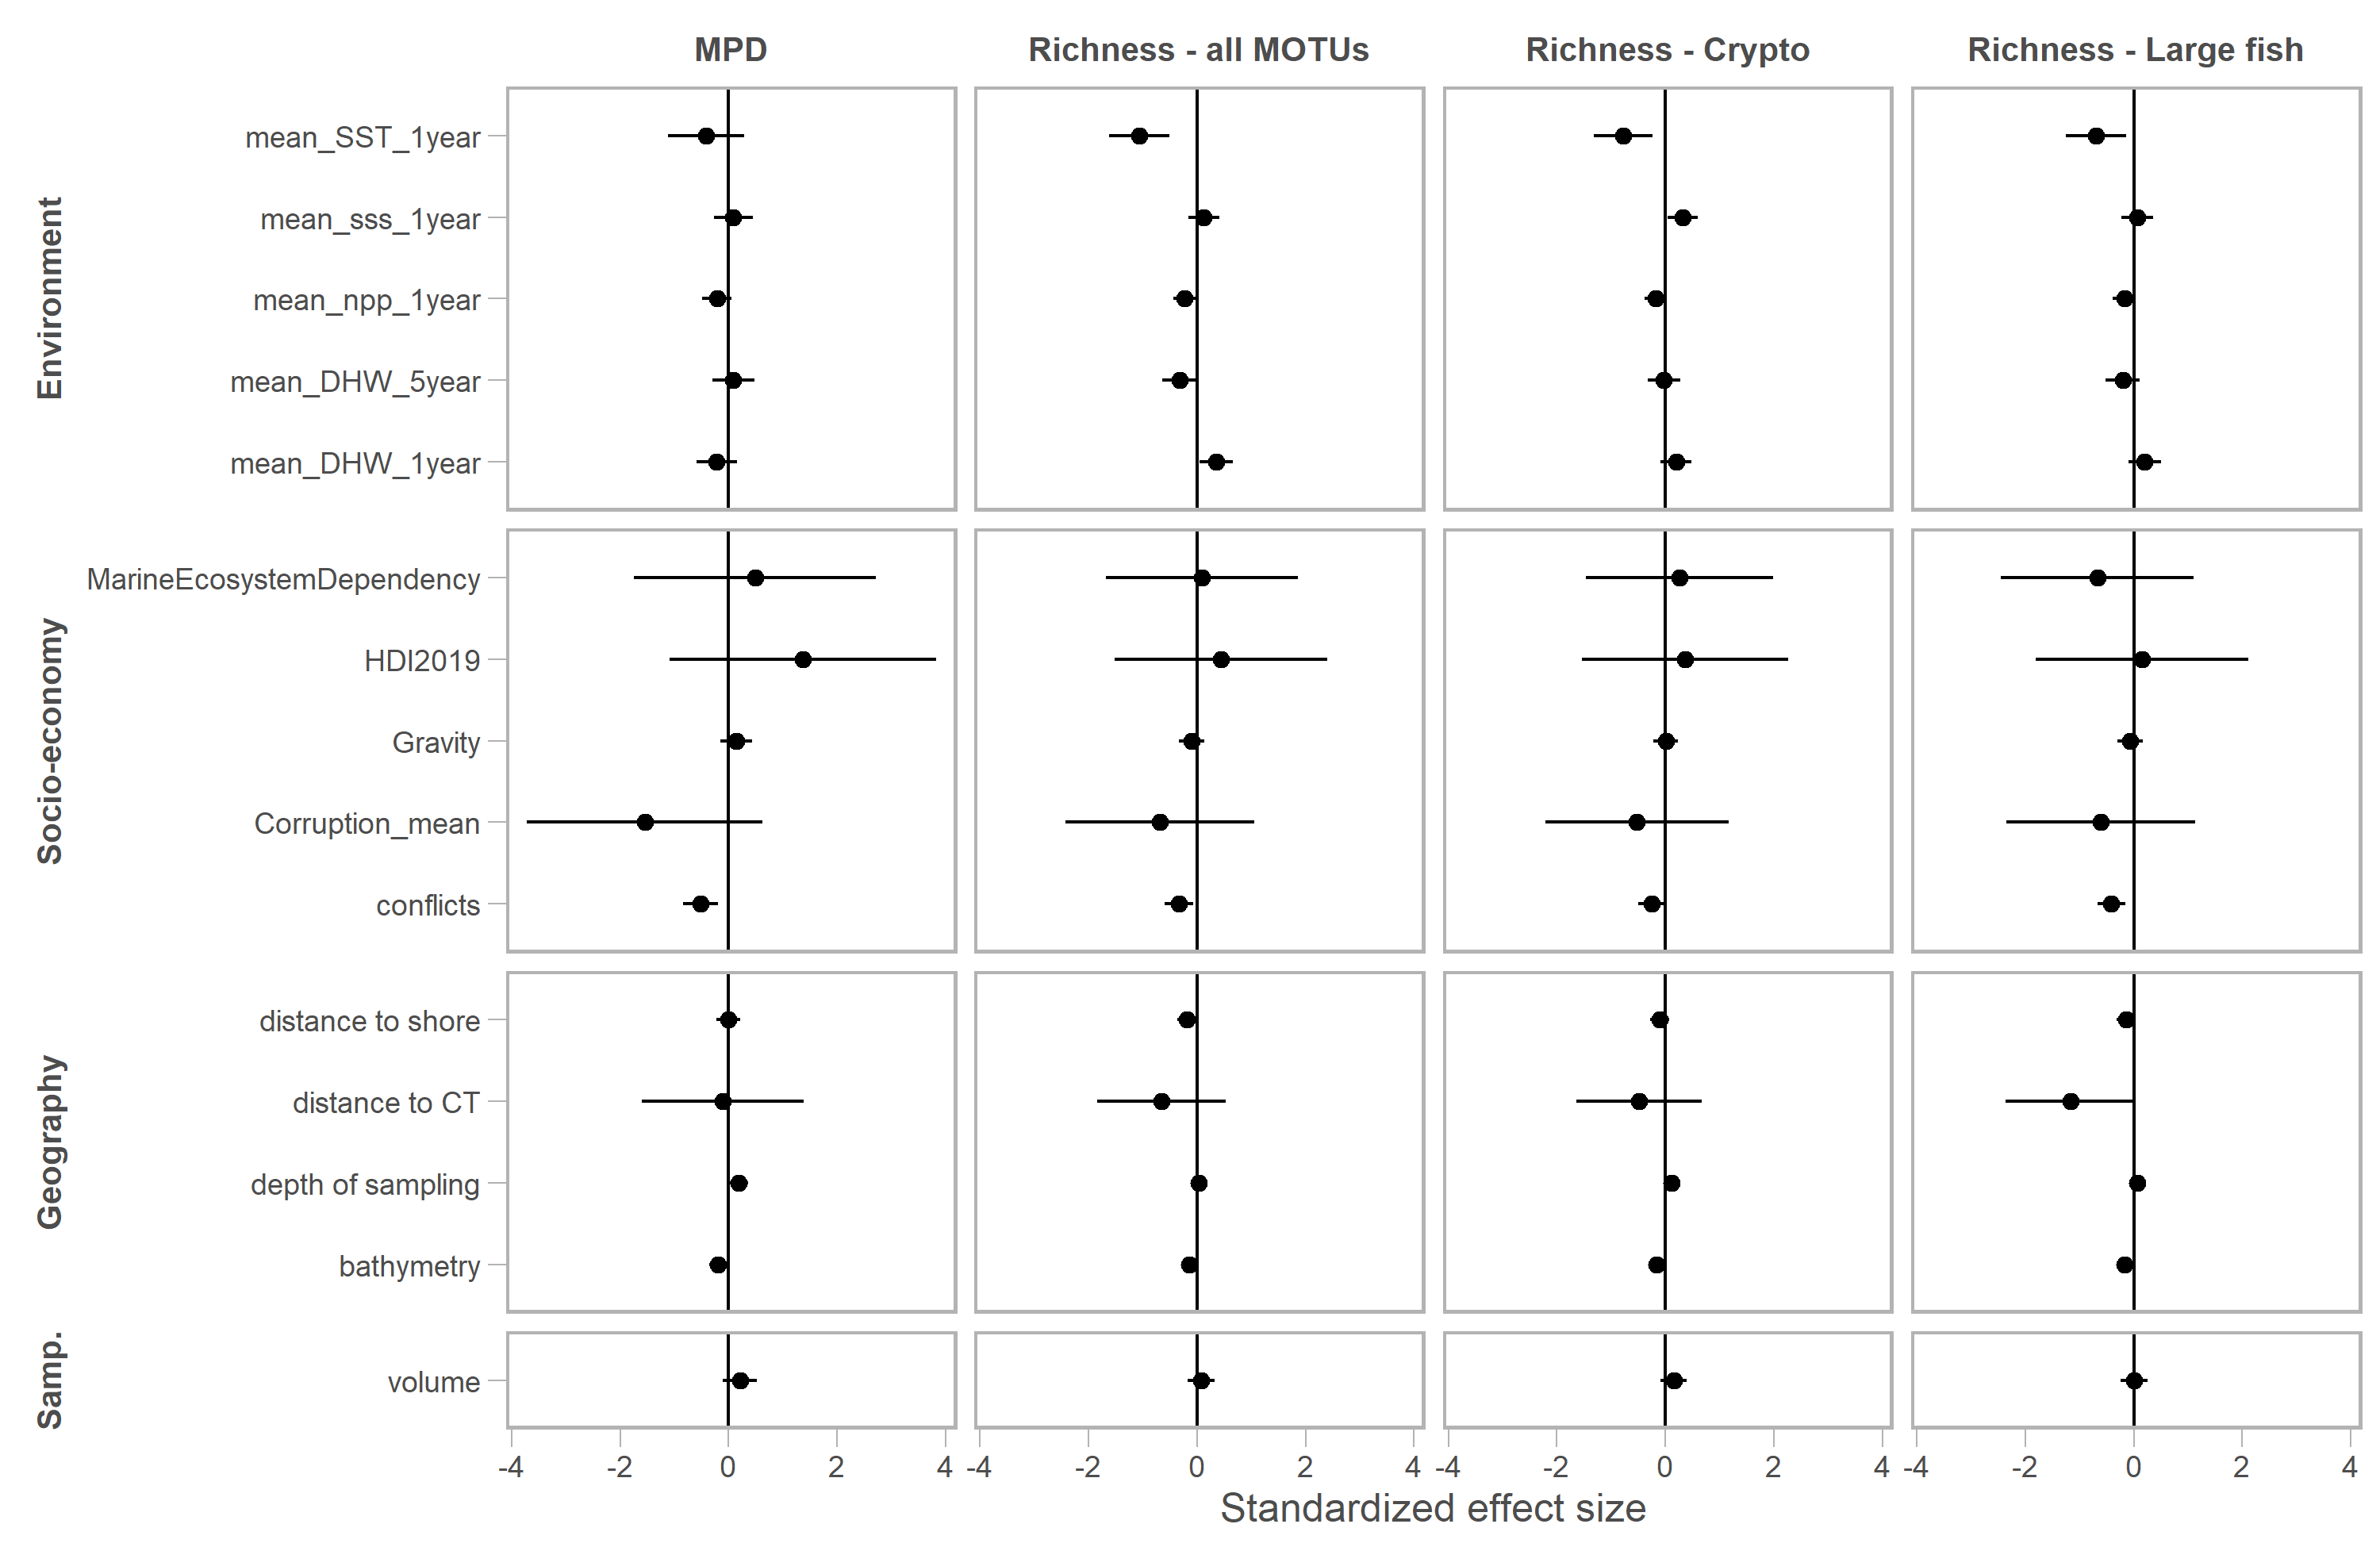 MPD
Richness - all MOTUs
Richness - Crypto
Richness - Large fish
Environment
mean_SST_1year
mean_sss_1year
mean_npp_1year
mean_DHW_5year
mean_DHW_1year
Socio-economy
MarineEcosystemDependency
HDI2019
Gravity
Corruption_mean
conflicts
Geography
distance to shore
distance to CT
depth of sampling
bathymetry
Samp.
volume
-4 -2 0 2 4 -4 -2 0 2 4 -4 -2 0 2 4 -4 -2 0 2 4
Standardized effect size